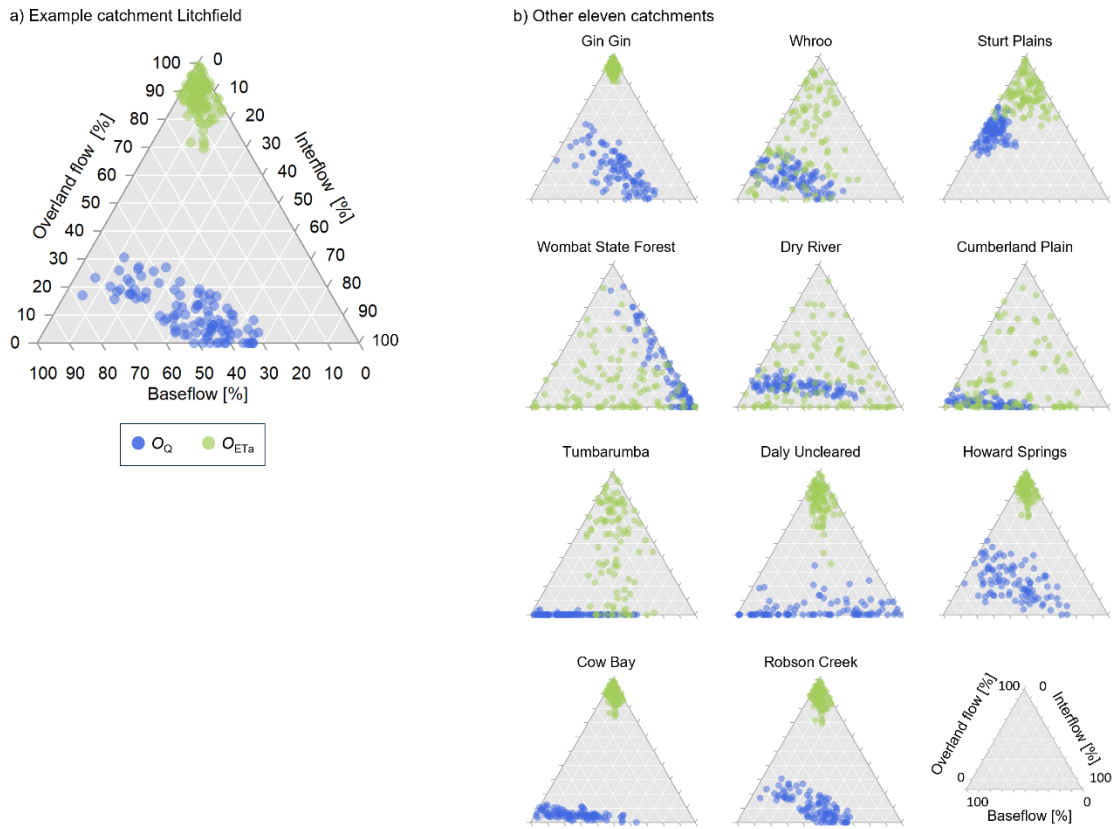 a) Example catchment Litchfield
100
90
80
70
60
50
40
30
20
10
0
0
10
20
30
40
50
60
70
80
90
100
Overland flow [%]
Interflow [%]
100 90 80 70 60 50 40 30 20 10 0
Baseflow [%]
OQ OETa
b) Other eleven catchments
Gin Gin Whroo Sturt Plains
Wombat State Forest Dry River Cumberland Plain
Tumbarumba Daly Uncleared Howard Springs
Cow Bay Robson Creek
Overland flow [%]
Interflow [%]
100 0
0 100
100 0
Baseflow [%]